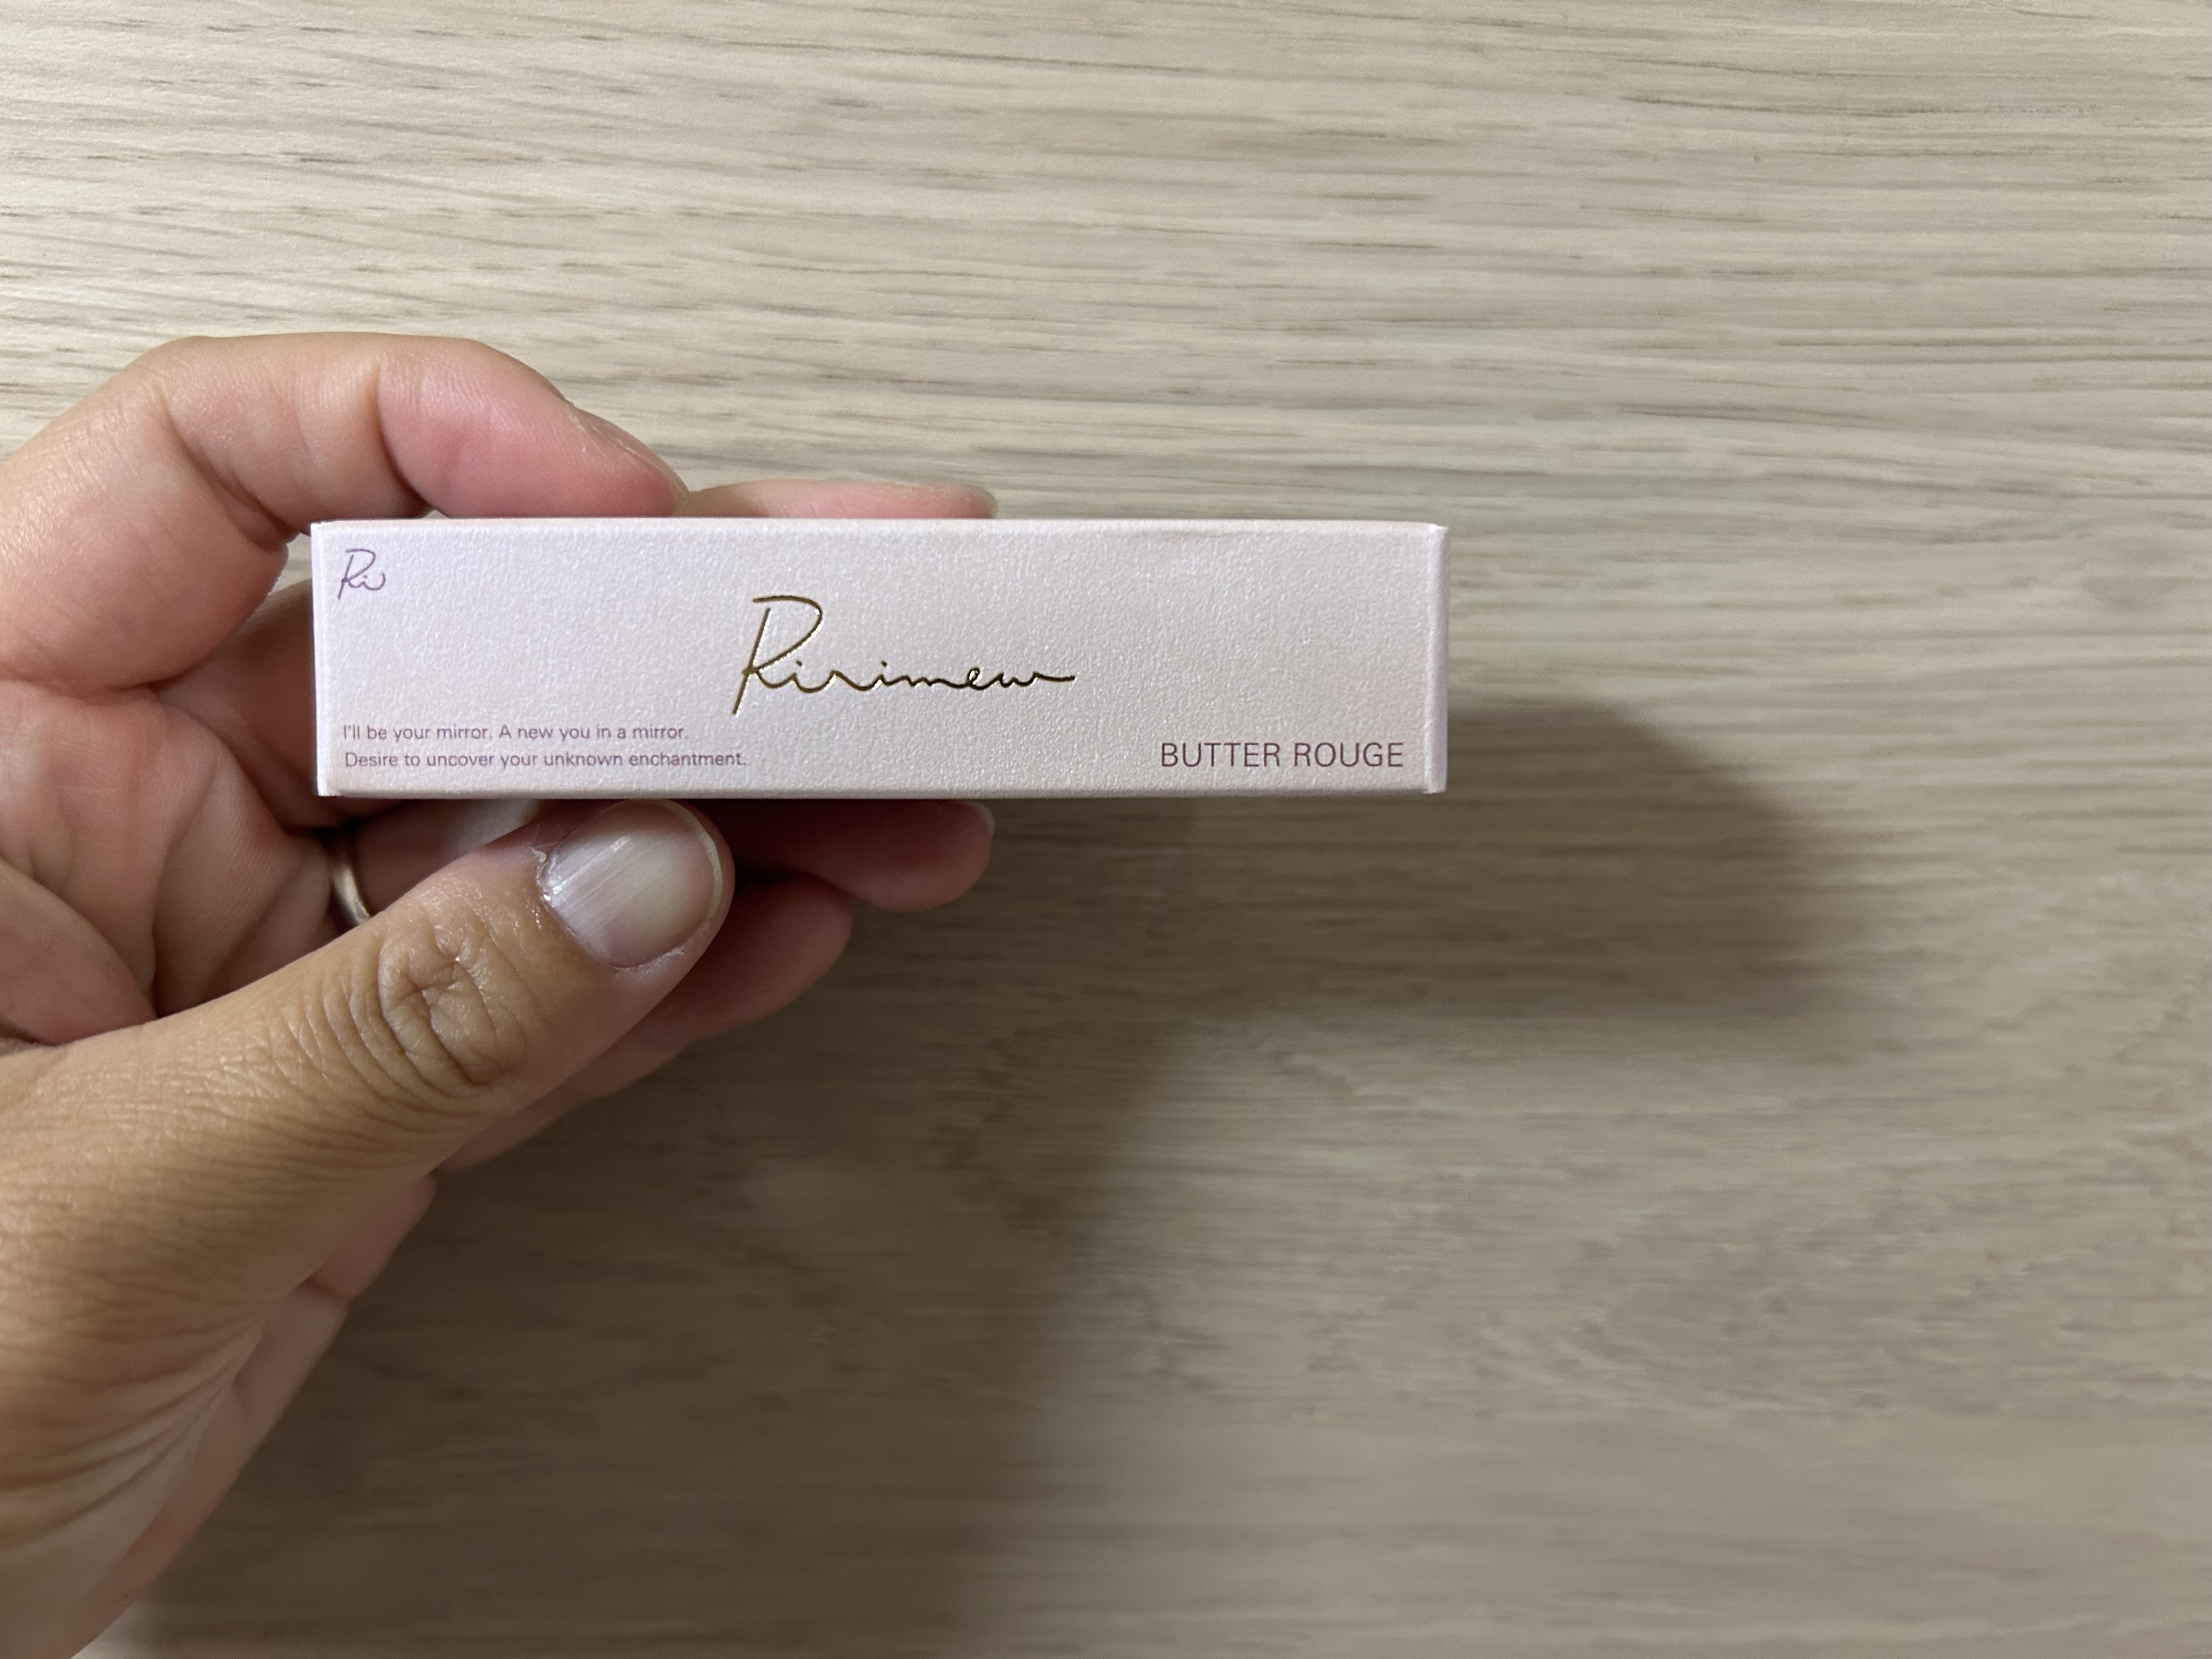 Ri
Ririmew
I'll be your mirror. A new you in a mirror.
Desire to uncover your unknown enchantment.
BUTTER ROUGE